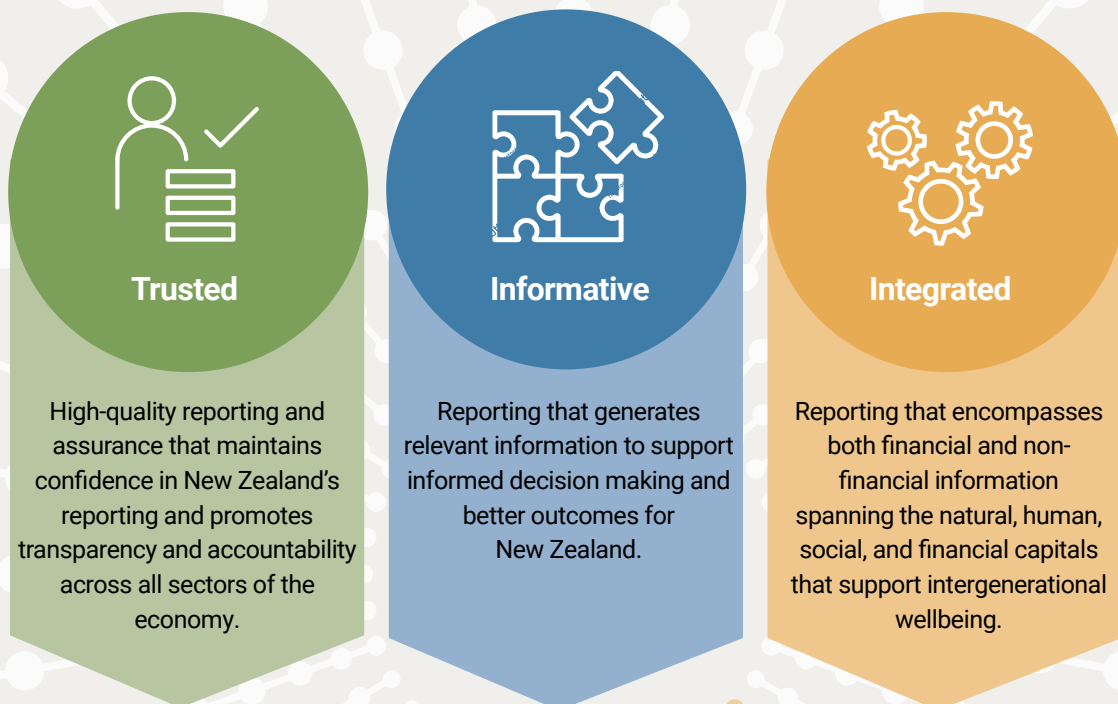 Trusted
High-quality reporting and
assurance that maintains
confidence in New Zealand’s
reporting and promotes
transparency and accountability
across all sectors of the
economy.
Informative
Reporting that generates
relevant information to support
informed decision making and
better outcomes for
New Zealand.
Integrated
Reporting that encompasses
both financial and non-
financial information
spanning the natural, human,
social, and financial capitals
that support intergenerational
wellbeing.